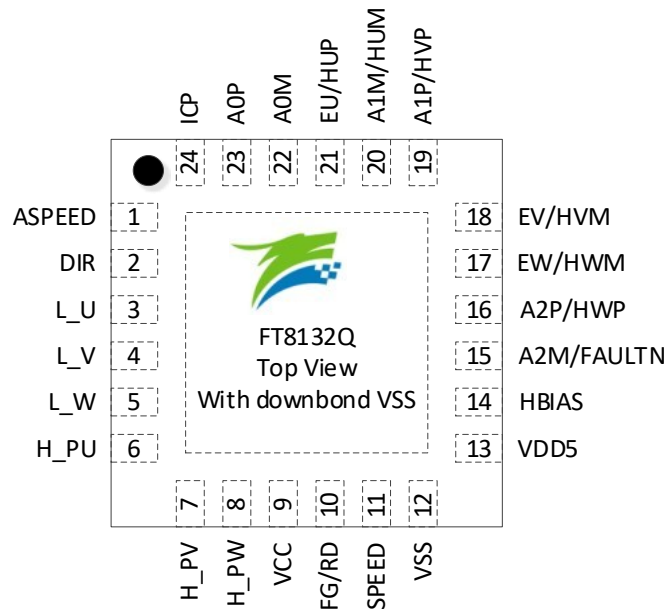 ICP
A0P
A0M
EU/HUP
A1M/HUM
A1P/HVP
24
23
22
21
20
19
ASPEED 1
DIR 2
L_U 3
L_V 4
L_W 5
H_PU 6
FT8132Q
Top View
With downbond VSS
18 EV/HVM
17 EW/HWM
16 A2P/HWP
15 A2M/FAULTN
14 HBIAS
13 VDD5
7
8
9
10
11
12
H_PV
H_PW
VCC
FG/RD
SPEED
VSS